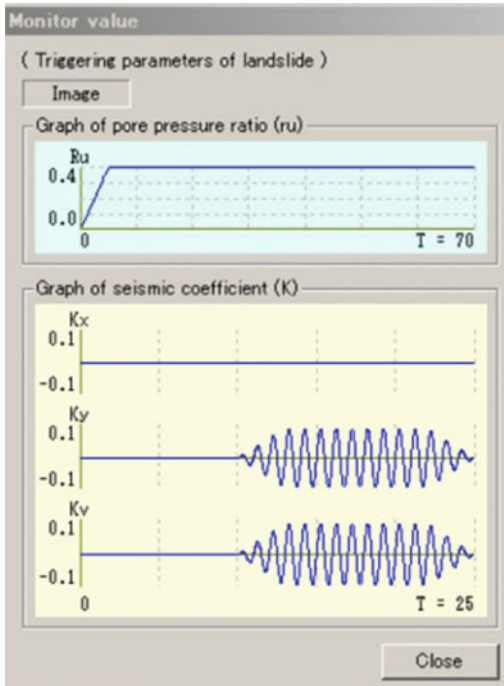 Monitor value
( Triggering parameters of landslide )
Image
Graph of pore pressure ratio (ru)
Ru
0.4
0.0
0 T = 70
Graph of seismic coefficient (K)
Kx
0.1
-0.1
Ky
0.1
-0.1
Kv
0.1
-0.1
0 T = 25
Close